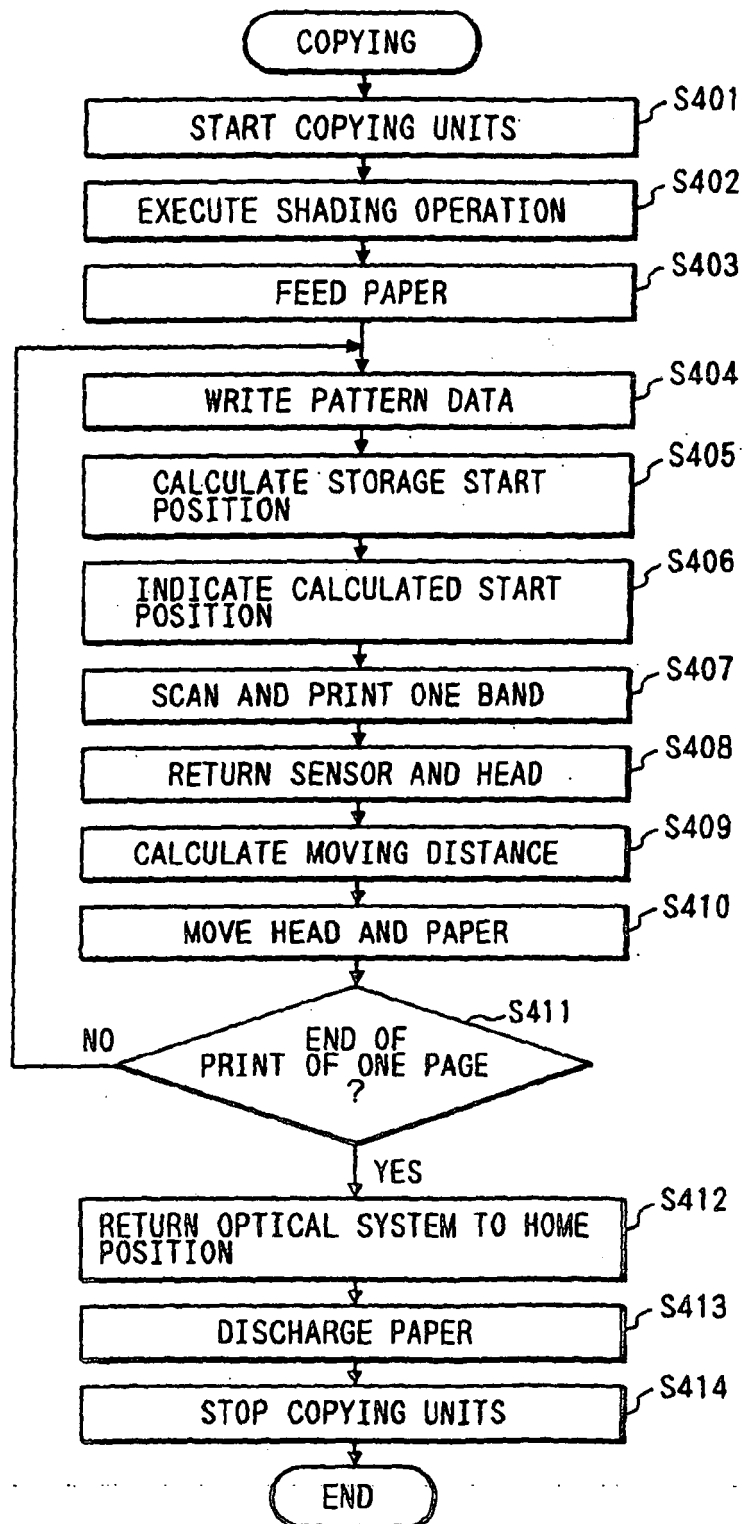 COPYING
START COPYING UNITS
S401
EXECUTE SHADING OPERATION
S402
FEED PAPER
S403
WRITE PATTERN DATA
S404
CALCULATE STORAGE START
POSITION
S405
INDICATE CALCULATED START
POSITION
S406
SCAN AND PRINT ONE BAND
S407
RETURN SENSOR AND HEAD
S408
CALCULATE MOVING DISTANCE
S409
MOVE HEAD AND PAPER
S410
END OF
PRINT OF ONE PAGE
?
S411
NO
YES
RETURN OPTICAL SYSTEM TO HOME
POSITION
S412
DISCHARGE PAPER
S413
STOP COPYING UNITS
S414
END